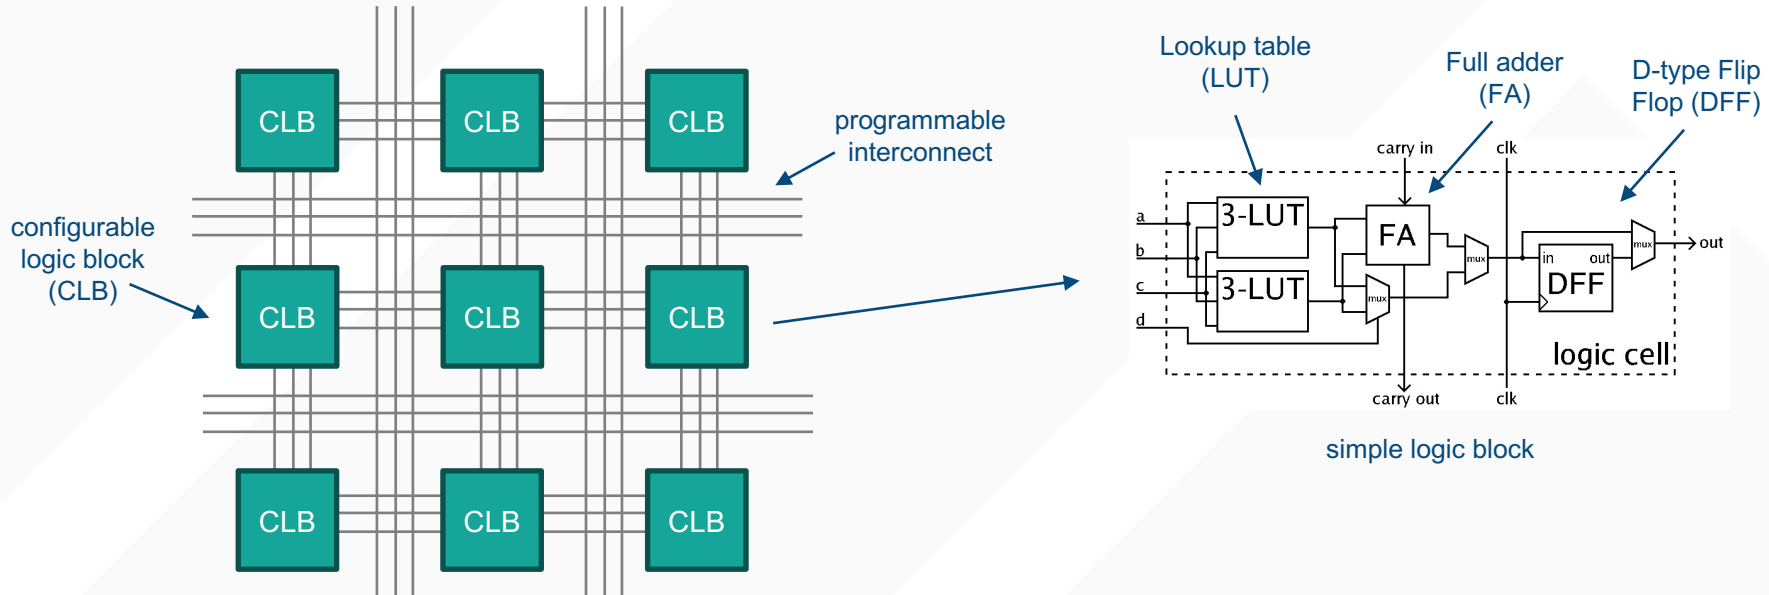 CLB
CLB
CLB
programmable
interconnect
configurable
logic block
(CLB)
CLB
CLB
CLB
CLB
CLB
CLB
Lookup table
(LUT)
Full adder
(FA)
D-type Flip
Flop (DFF)
carry in
clk
a
b
c
d
3-LUT
3-LUT
FA
mux
mux
in
out
DFF
mux
out
logic cell
carry out
clk
simple logic block